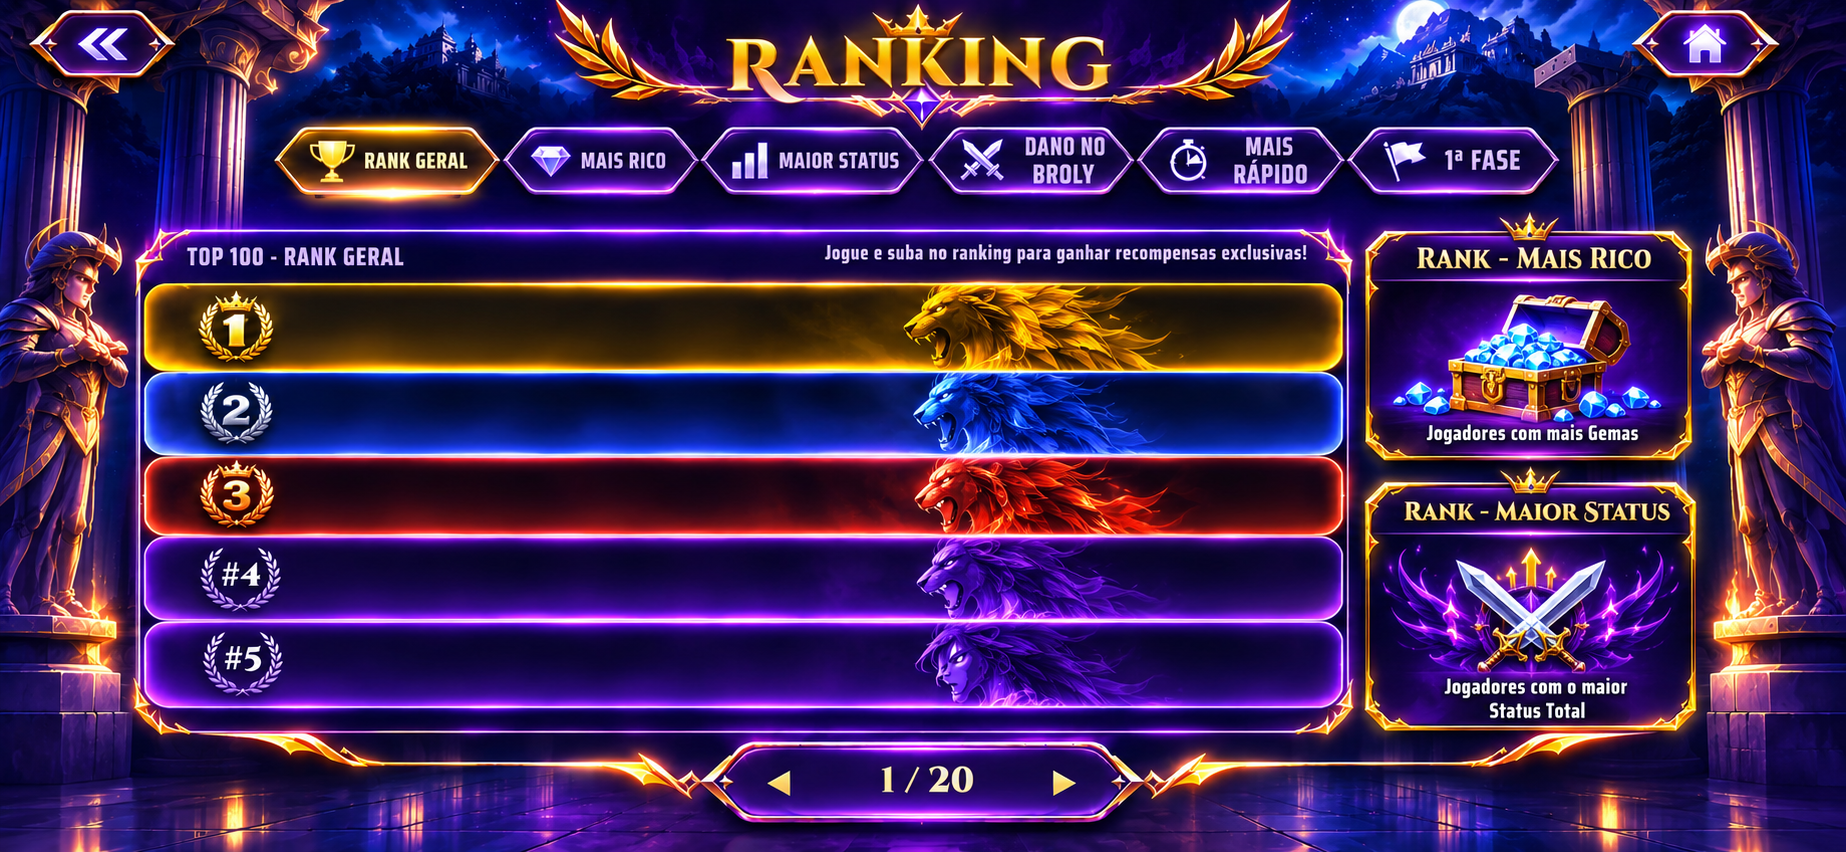 RANKING
RANK GERAL
MAIS RICO
MAIOR STATUS
DANO NO
BROLY
MAIS
RÁPIDO
1ª FASE
TOP 100 - RANK GERAL
Jogue e suba no ranking para ganhar recompensas exclusivas!
1
2
3
#4
#5
RANK - MAIS RICO
Jogadores com mais Gemas
RANK - MAIOR STATUS
Jogadores com o maior
Status Total
1 / 20